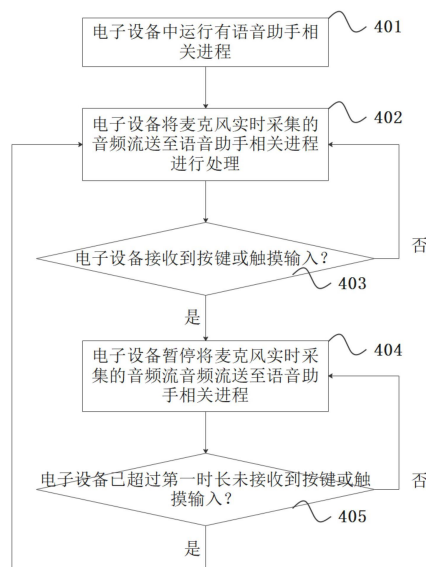 电子设备中运行有语音助手相
关进程
401
电子设备将麦克风实时采集的
音频流送至语音助手相关进程
进行处理
402
电子设备接收到按键或触摸输入?
403
否
是
电子设备暂停将麦克风实时采
集的音频流音频流送至语音助
手相关进程
404
电子设备已超过第一时长未接收到按键或触
摸输入?
405
否
是